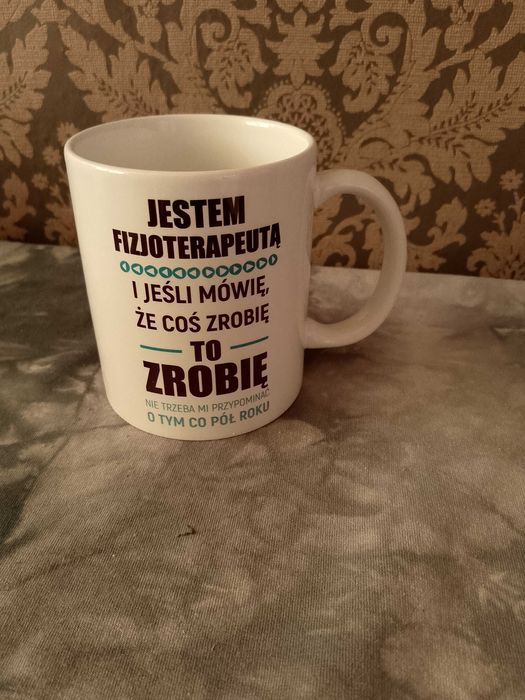 JESTEM
FIZJOTERAPEUTĄ
I JEŚLI MÓWIĘ,
ŻE COŚ ZROBIĘ
TO
ZROBIĘ
NIE TRZEBA MI PRZYPOMINAĆ
O TYM CO PÓŁ ROKU